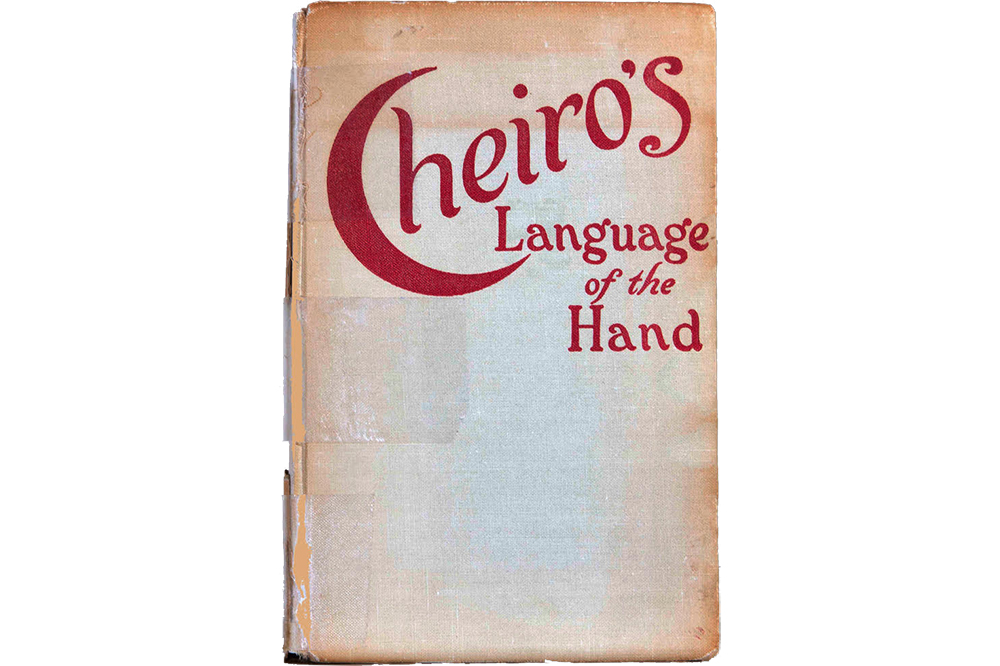 Cheiro's
Language
of the
Hand